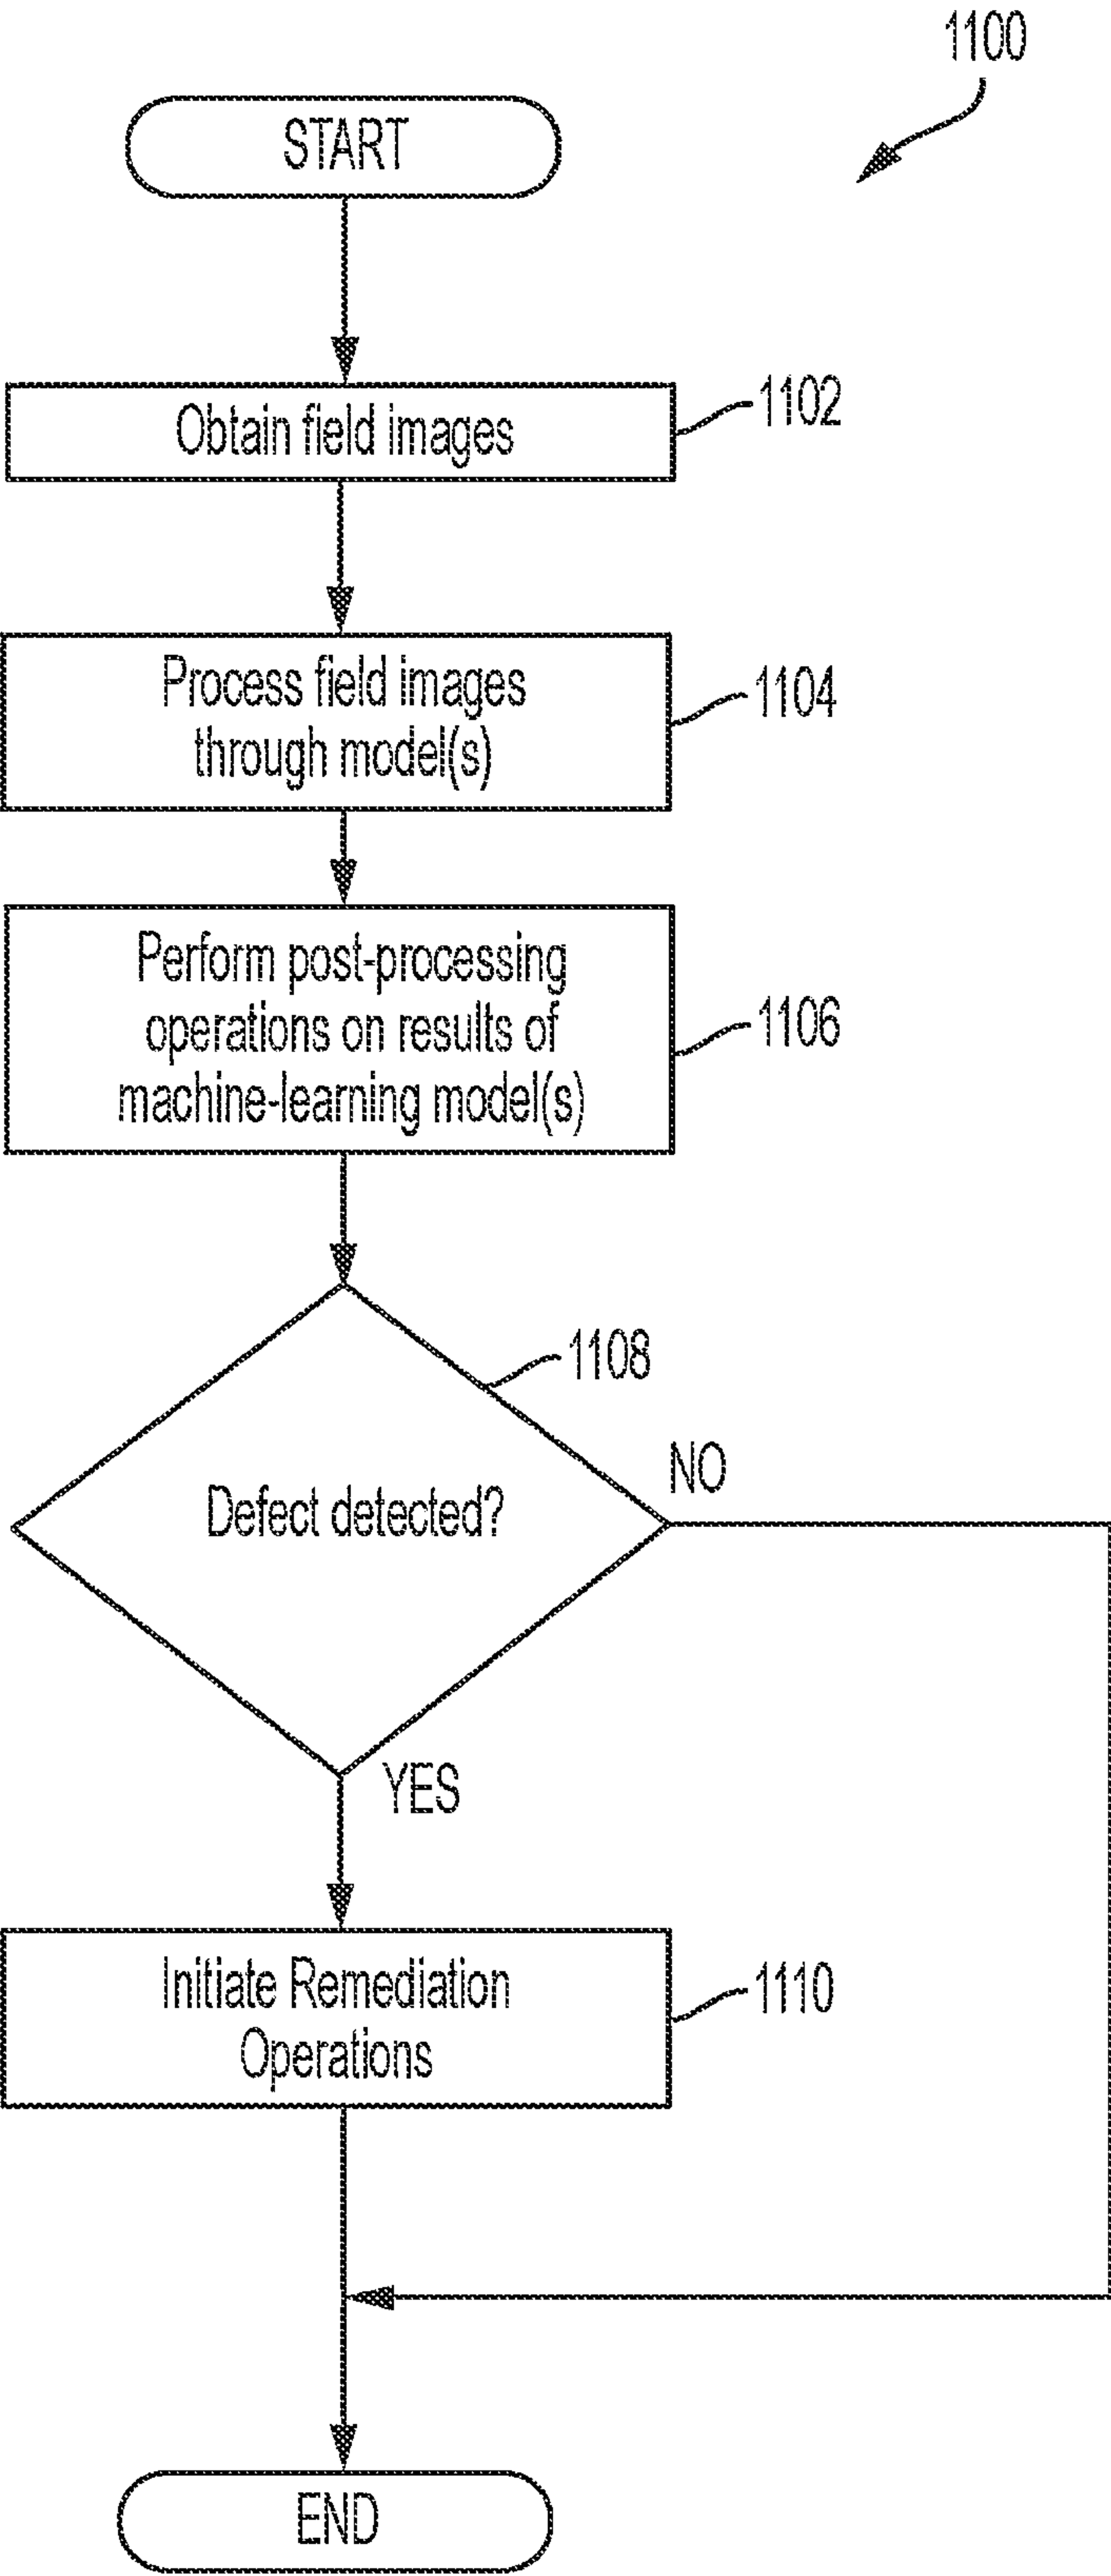 1100
START
Obtain field images
1102
Process field images
through model(s)
1104
Perform post-processing
operations on results of
machine-learning model(s)
1106
1108
Defect detected?
NO
YES
Initiate Remediation
Operations
1110
END